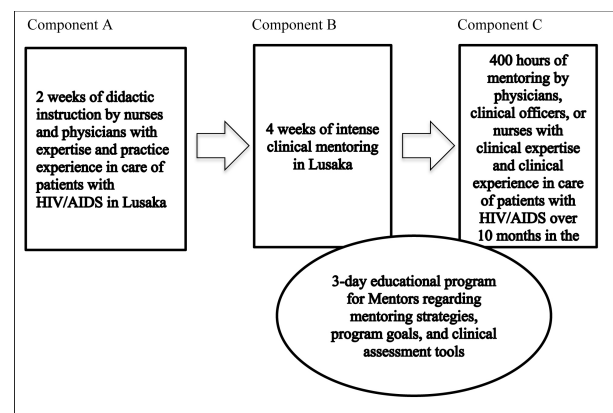 Component A
Component B
Component C
2 weeks of didactic
instruction by nurses
and physicians with
expertise and practice
experience in care of
patients with
HIV/AIDS in Lusaka
4 weeks of intense
clinical mentoring
in Lusaka
400 hours of
mentoring by
physicians,
clinical officers, or
nurses with
clinical expertise
and clinical
experience in care
of patients with
HIV/AIDS over
10 months in the
3-day educational program
for Mentors regarding
mentoring strategies,
program goals, and clinical
assessment tools